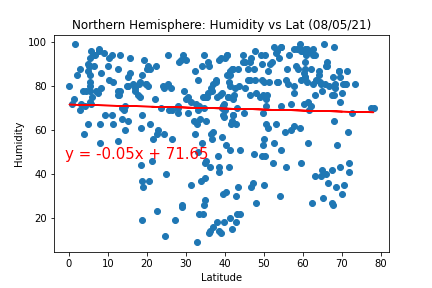 Northern Hemisphere: Humidity vs Lat (08/05/21)
100
80
60
40
20
Humidity
y = -0.05x + 71.65
0 10 20 30 40 50 60 70 80
Latitude